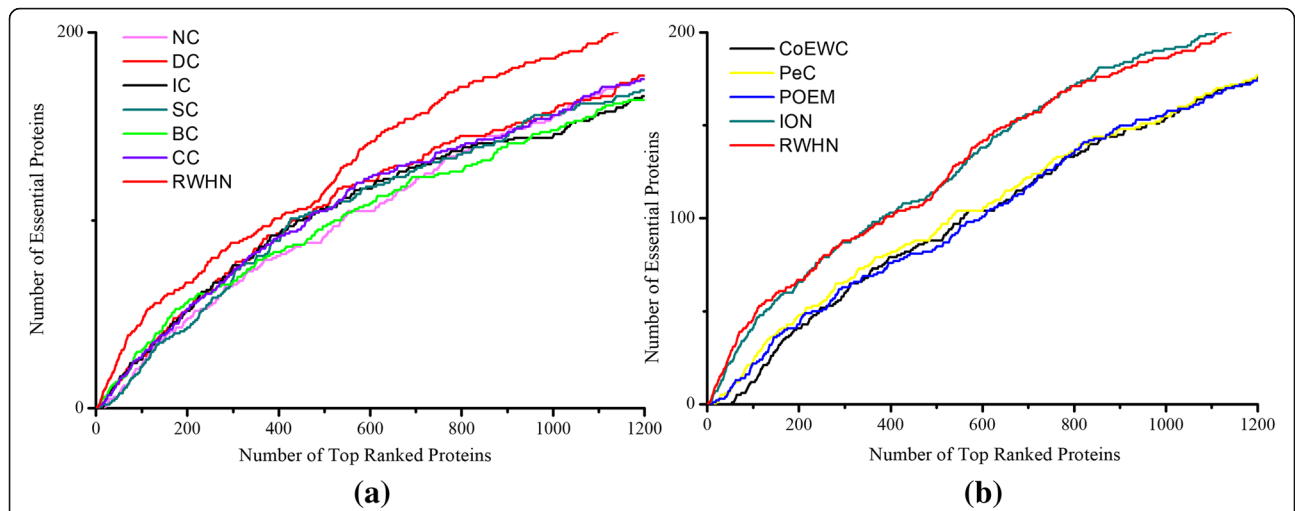 200
NC
DC
IC
SC
BC
CC
RWHN
Number of Essential Proteins
0
0 200 400 600 800 1000 1200
Number of Top Ranked Proteins
(a)
200
CoEWC
PeC
POEM
ION
RWHN
Number of Essential Proteins
100
0
0 200 400 600 800 1000 1200
Number of Top Ranked Proteins
(b)